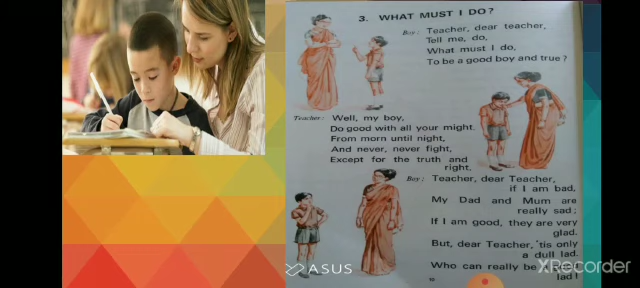 3. WHAT MUST I DO?
Boy: Teacher, dear teacher,
Tell me, do,
What must I do,
To be a good boy and true?
Teacher: Well, my boy,
Do good with all your might.
From morn until night,
And never, never fight,
Except for the truth and
right.
Boy: Teacher, dear Teacher,
if I am bad,
My Dad and Mum are
really sad;
If I am good, they are very
glad.
But, dear Teacher, 'tis only
a dull lad.
Who can really be a
lad!
10
ASUS
XRecorder